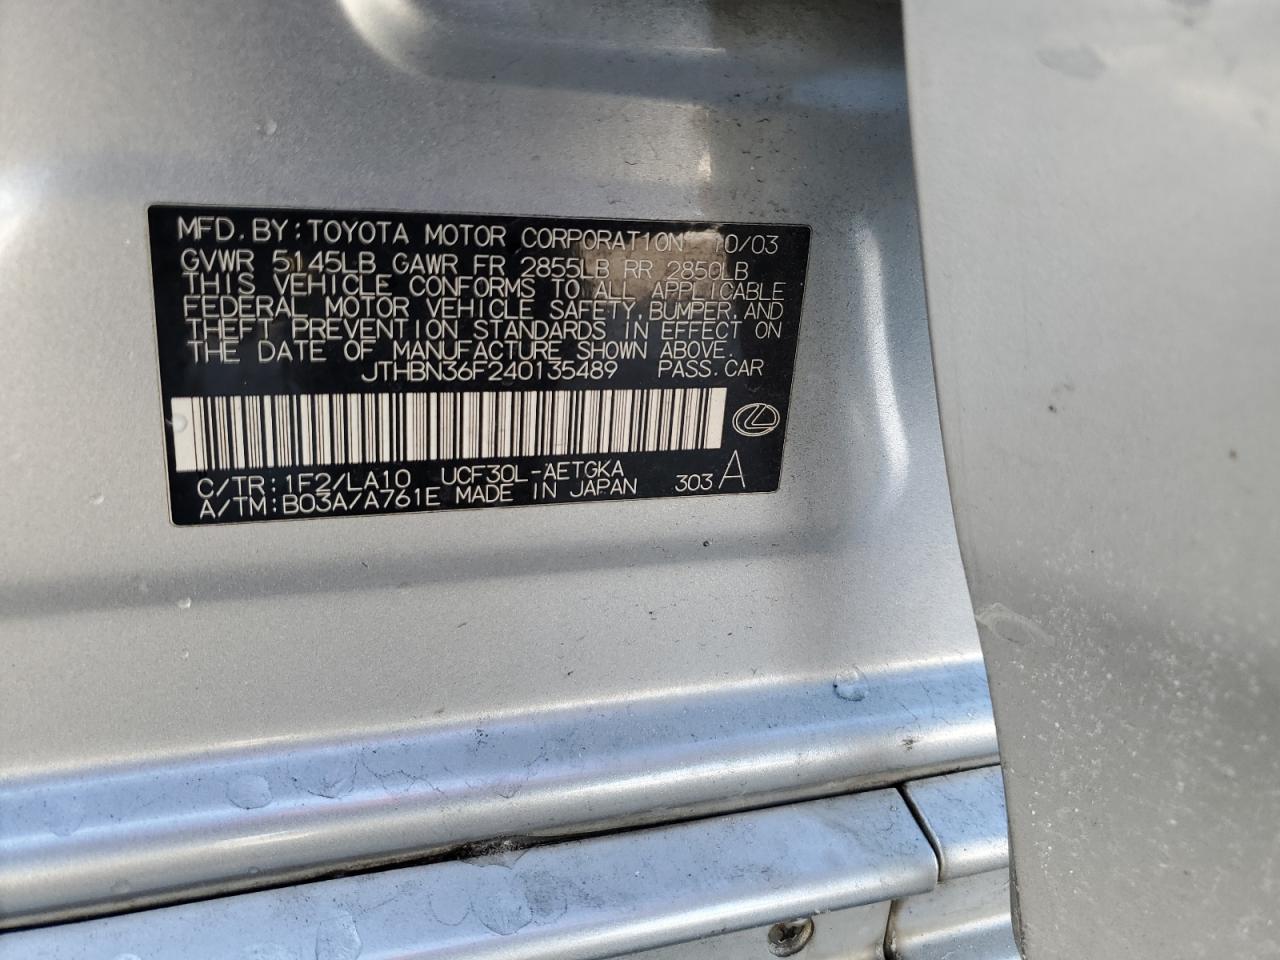 MFD. BY: TOYOTA MOTOR CORPORATION 10/03
GVWR 5145LB GAWR FR 2855LB RR 2850LB
THIS VEHICLE CONFORMS TO ALL APPLICABLE
FEDERAL MOTOR VEHICLE SAFETY, BUMPER, AND
THEFT PREVENTION STANDARDS IN EFFECT ON
THE DATE OF MANUFACTURE SHOWN ABOVE.
JTHBN36F240135489 PASS. CAR
C/TR: 1F2/LA10 UCF30L-AETGKA
A/TM: B03A/A761E MADE IN JAPAN 303 A